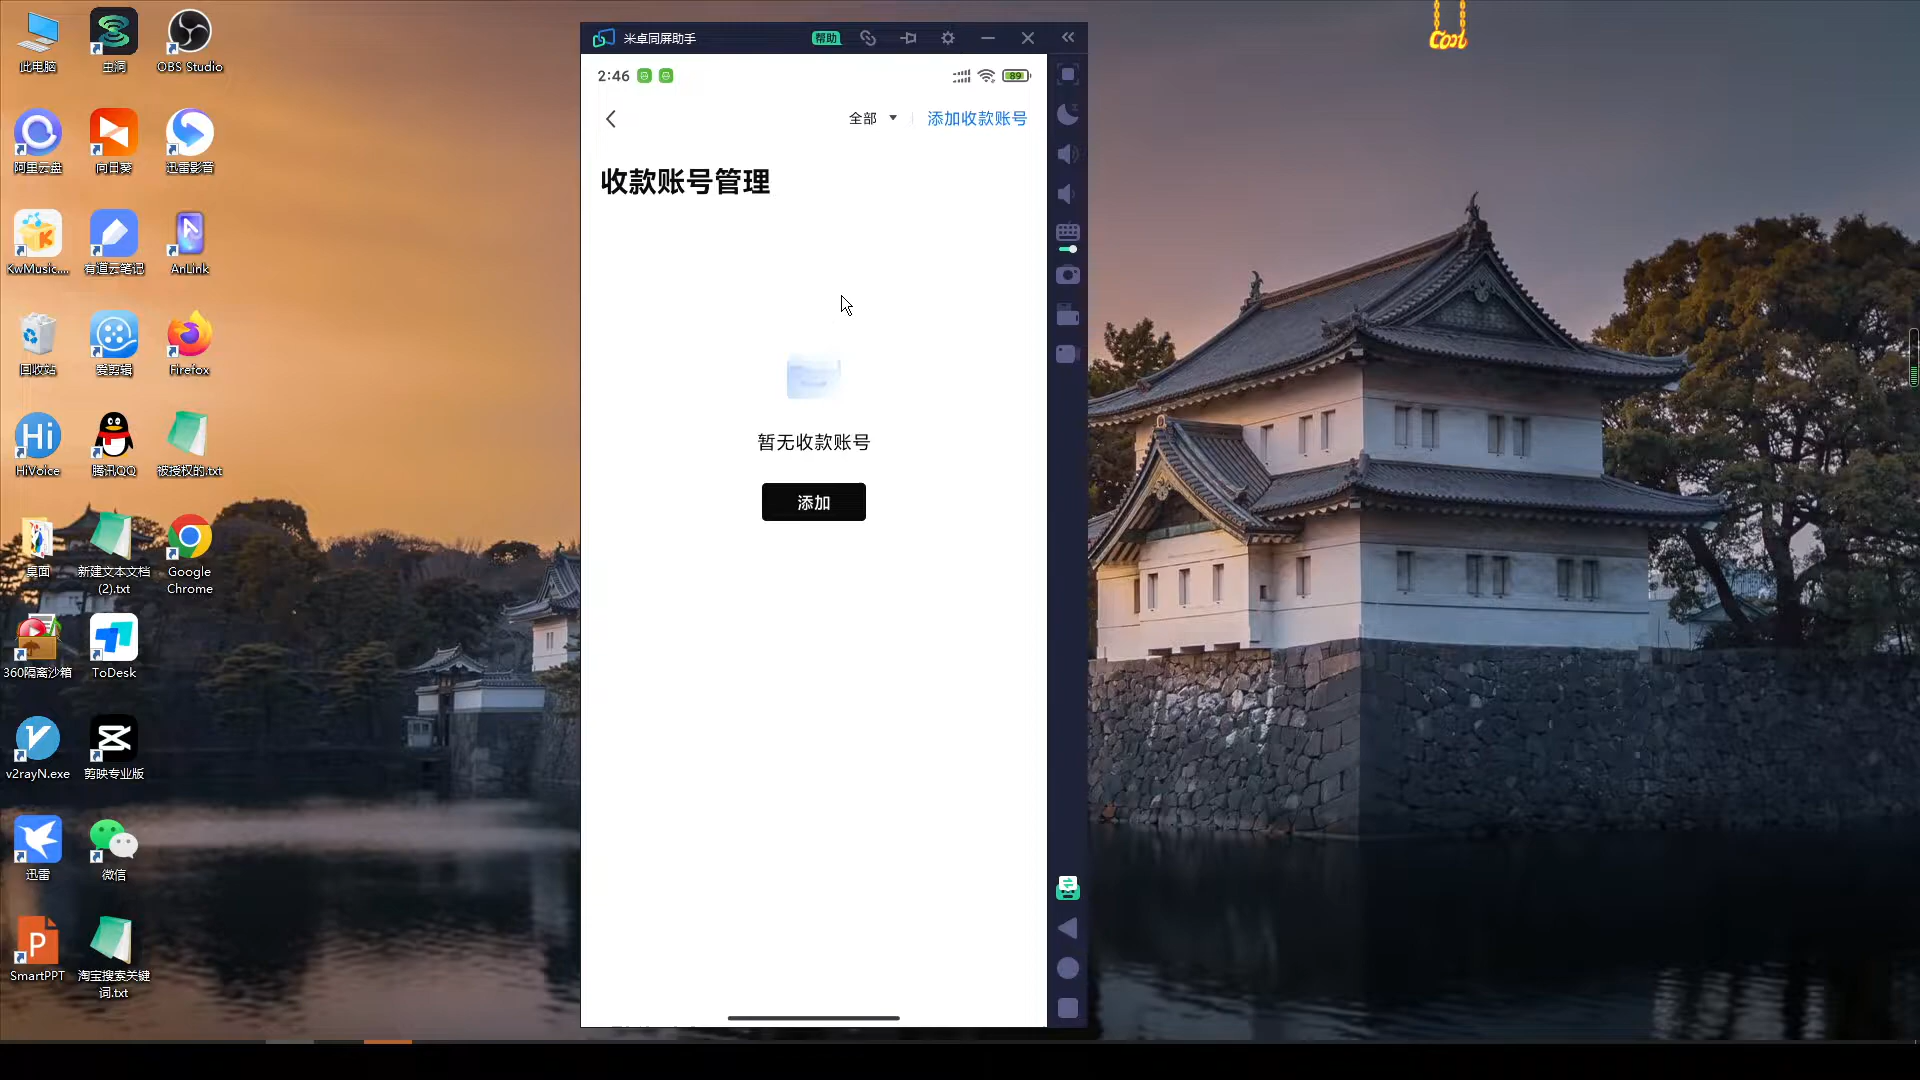 此电脑
OBS Studio
阿里云盘
向日葵
迅雷影音
KwMusic....
有道云笔记
AnLink
回收站
爱剪辑
Firefox
Hi
HiVoice
腾讯QQ
被授权的.txt
桌面
新建文本文档
(2).txt
Google
Chrome
360隔离沙箱
ToDesk
v2rayN.exe
剪映专业版
迅雷
微信
P
SmartPPT
淘宝搜索关键
词.txt
米卓同屏助手
帮助
2:46
89
全部
添加收款账号
收款账号管理
暂无收款账号
添加
Cool